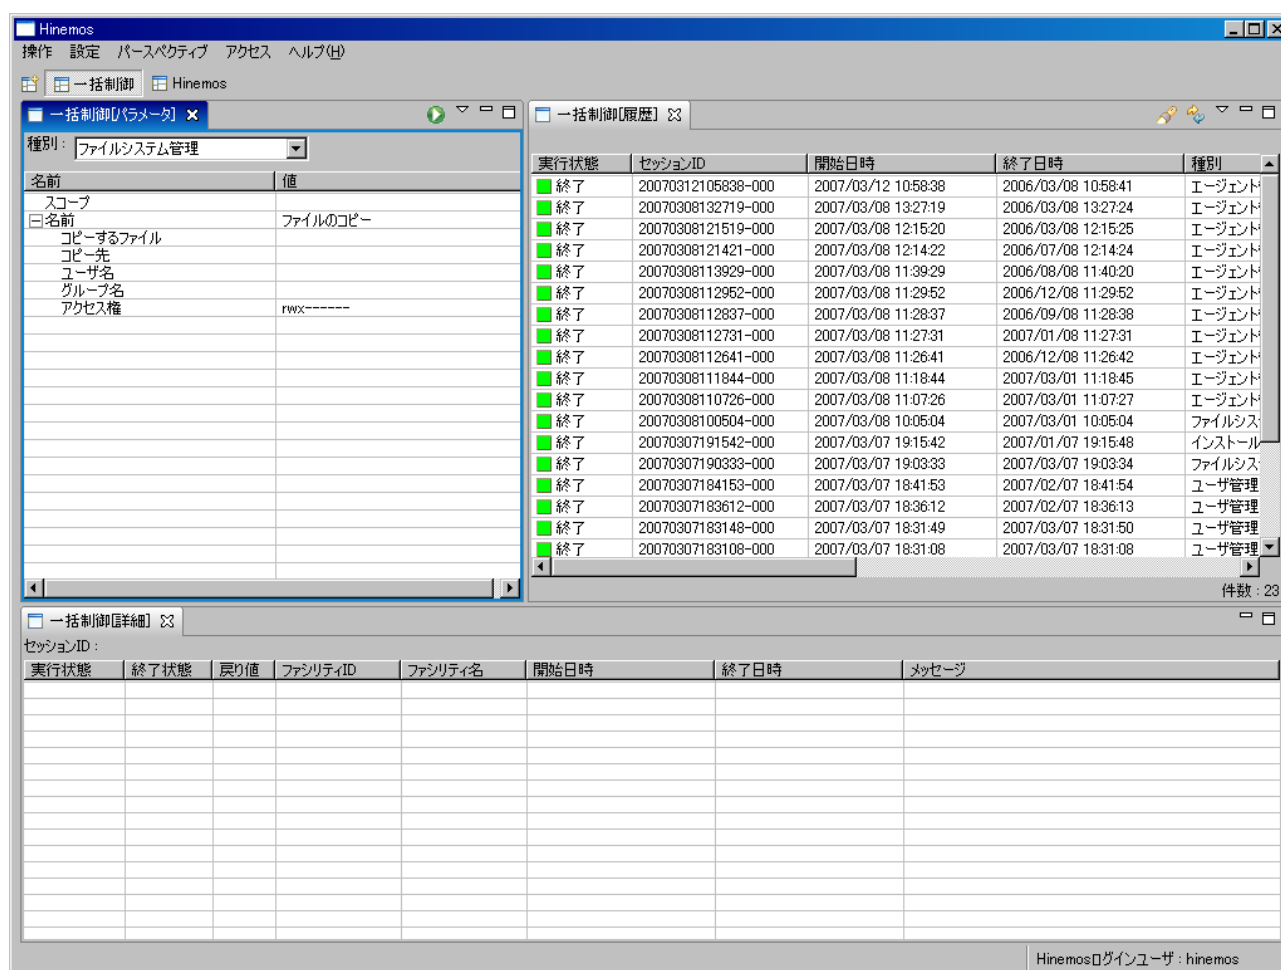 Hinemos
操作 設定 パースペクティブ アクセス ヘルプ(H)
一括制御 Hinemos
一括制御[パラメータ]
種別: ファイルシステム管理
名前 値
スコープ
名前 ファイルのコピー
コピーするファイル
コピー先
ユーザ名
グループ名
アクセス権 rwx------
一括制御[履歴]
実行状態 セッションID 開始日時 終了日時 種別
終了 20070312105838-000 2007/03/12 10:58:38 2006/03/08 10:58:41 エージェント
終了 20070308132719-000 2007/03/08 13:27:19 2006/03/08 13:27:24 エージェント
終了 20070308121519-000 2007/03/08 12:15:20 2006/03/08 12:15:25 エージェント
終了 20070308121421-000 2007/03/08 12:14:22 2006/07/08 12:14:24 エージェント
終了 20070308113929-000 2007/03/08 11:39:29 2006/08/08 11:40:20 エージェント
終了 20070308112952-000 2007/03/08 11:29:52 2006/12/08 11:29:52 エージェント
終了 20070308112837-000 2007/03/08 11:28:37 2006/09/08 11:28:38 エージェント
終了 20070308112731-000 2007/03/08 11:27:31 2007/01/08 11:27:31 エージェント
終了 20070308112641-000 2007/03/08 11:26:41 2006/12/08 11:26:42 エージェント
終了 20070308111844-000 2007/03/08 11:18:44 2007/03/01 11:18:45 エージェント
終了 20070308110726-000 2007/03/08 11:07:26 2007/03/01 11:07:27 エージェント
終了 20070308100504-000 2007/03/08 10:05:04 2007/03/01 10:05:04 ファイルシス
終了 20070307191542-000 2007/03/07 19:15:42 2007/01/07 19:15:48 インストール
終了 20070307190333-000 2007/03/07 19:03:33 2007/03/07 19:03:34 ファイルシス
終了 20070307184153-000 2007/03/07 18:41:53 2007/02/07 18:41:54 ユーザ管理
終了 20070307183612-000 2007/03/07 18:36:12 2007/02/07 18:36:13 ユーザ管理
終了 20070307183148-000 2007/03/07 18:31:49 2007/03/07 18:31:50 ユーザ管理
終了 20070307183108-000 2007/03/07 18:31:08 2007/03/07 18:31:08 ユーザ管理
件数 : 23
一括制御[詳細]
セッションID :
実行状態 終了状態 戻り値 ファシリティID ファシリティ名 開始日時 終了日時 メッセージ
Hinemosログインユーザ : hinemos